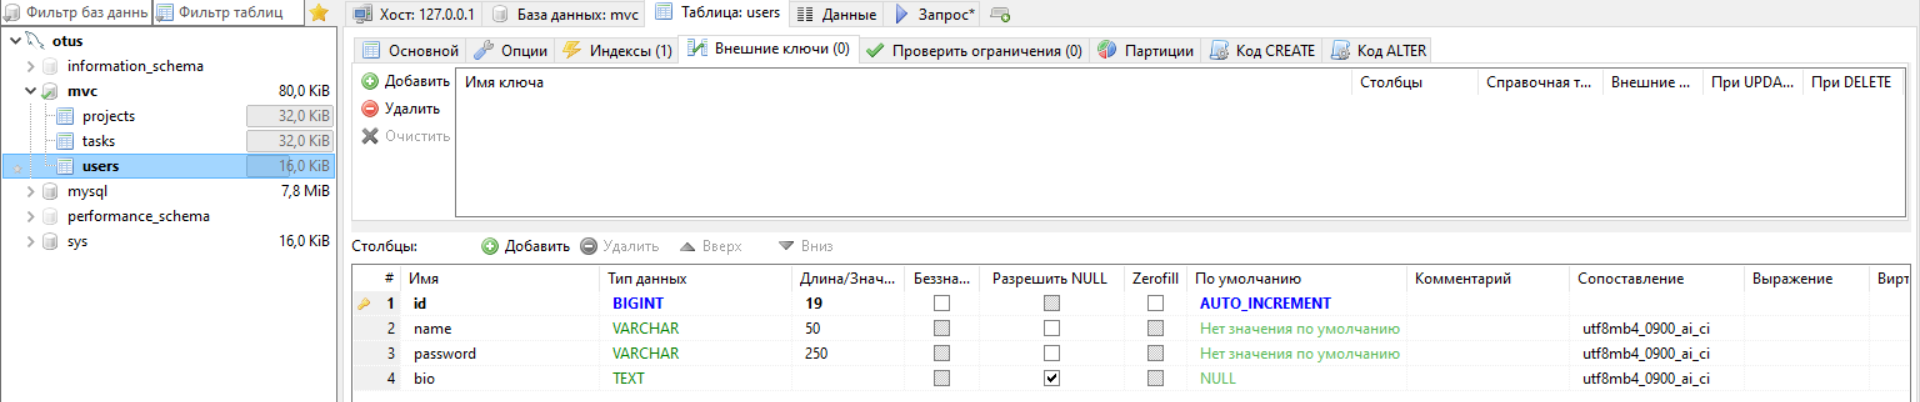 Фильтр баз данн Фильтр таблиц
Хост: 127.0.0.1 База данных: mvc Таблица: users Данные Запрос*
otus
information_schema
mvc 80,0 KiB
projects 32,0 KiB
tasks 32,0 KiB
users 16,0 KiB
mysql 7,8 MiB
performance_schema
sys 16,0 KiB
Основной Опции Индексы (1) Внешние ключи (0) Проверить ограничения (0) Партиции Код CREATE Код ALTER
Добавить
Удалить
Очистить
Имя ключа Столбцы Справочная т... Внешние ... При UPDA... При DELETE
Столбцы: Добавить Удалить Вверх Вниз
# Имя Тип данных Длина/Знач... Беззна... Разрешить NULL Zerofill По умолчанию Комментарий Сопоставление Выражение Вирт
1 id BIGINT 19 AUTO_INCREMENT
2 name VARCHAR 50 Нет значения по умолчанию utf8mb4_0900_ai_ci
3 password VARCHAR 250 Нет значения по умолчанию utf8mb4_0900_ai_ci
4 bio TEXT NULL utf8mb4_0900_ai_ci